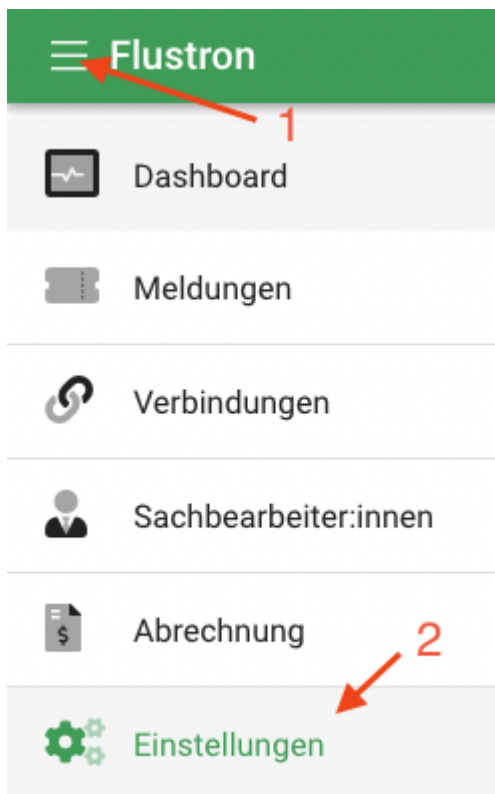 Flustron
1
Dashboard
Meldungen
Verbindungen
Sachbearbeiter:innen
$
Abrechnung
2
Einstellungen